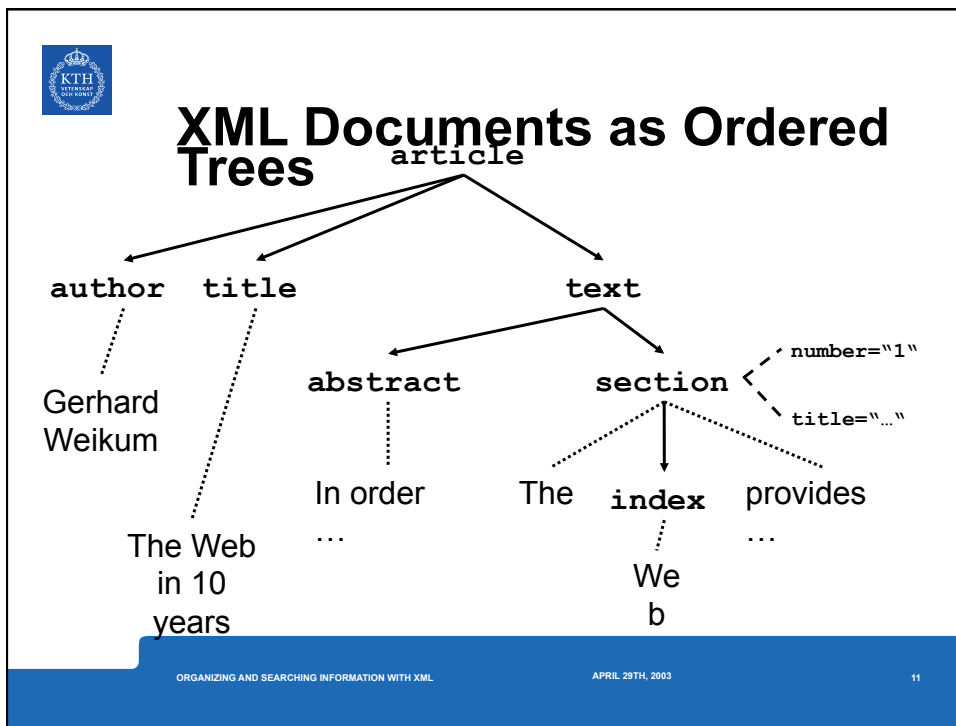 KTH
VETENSKAP
OCH KONST
XML Documents as Ordered
Trees
article
author title text
number="1“
abstract section
title="…“
Gerhard
Weikum
In order
…
The index provides
…
The Web
in 10
years
We
b
ORGANIZING AND SEARCHING INFORMATION WITH XML APRIL 29TH, 2003 11